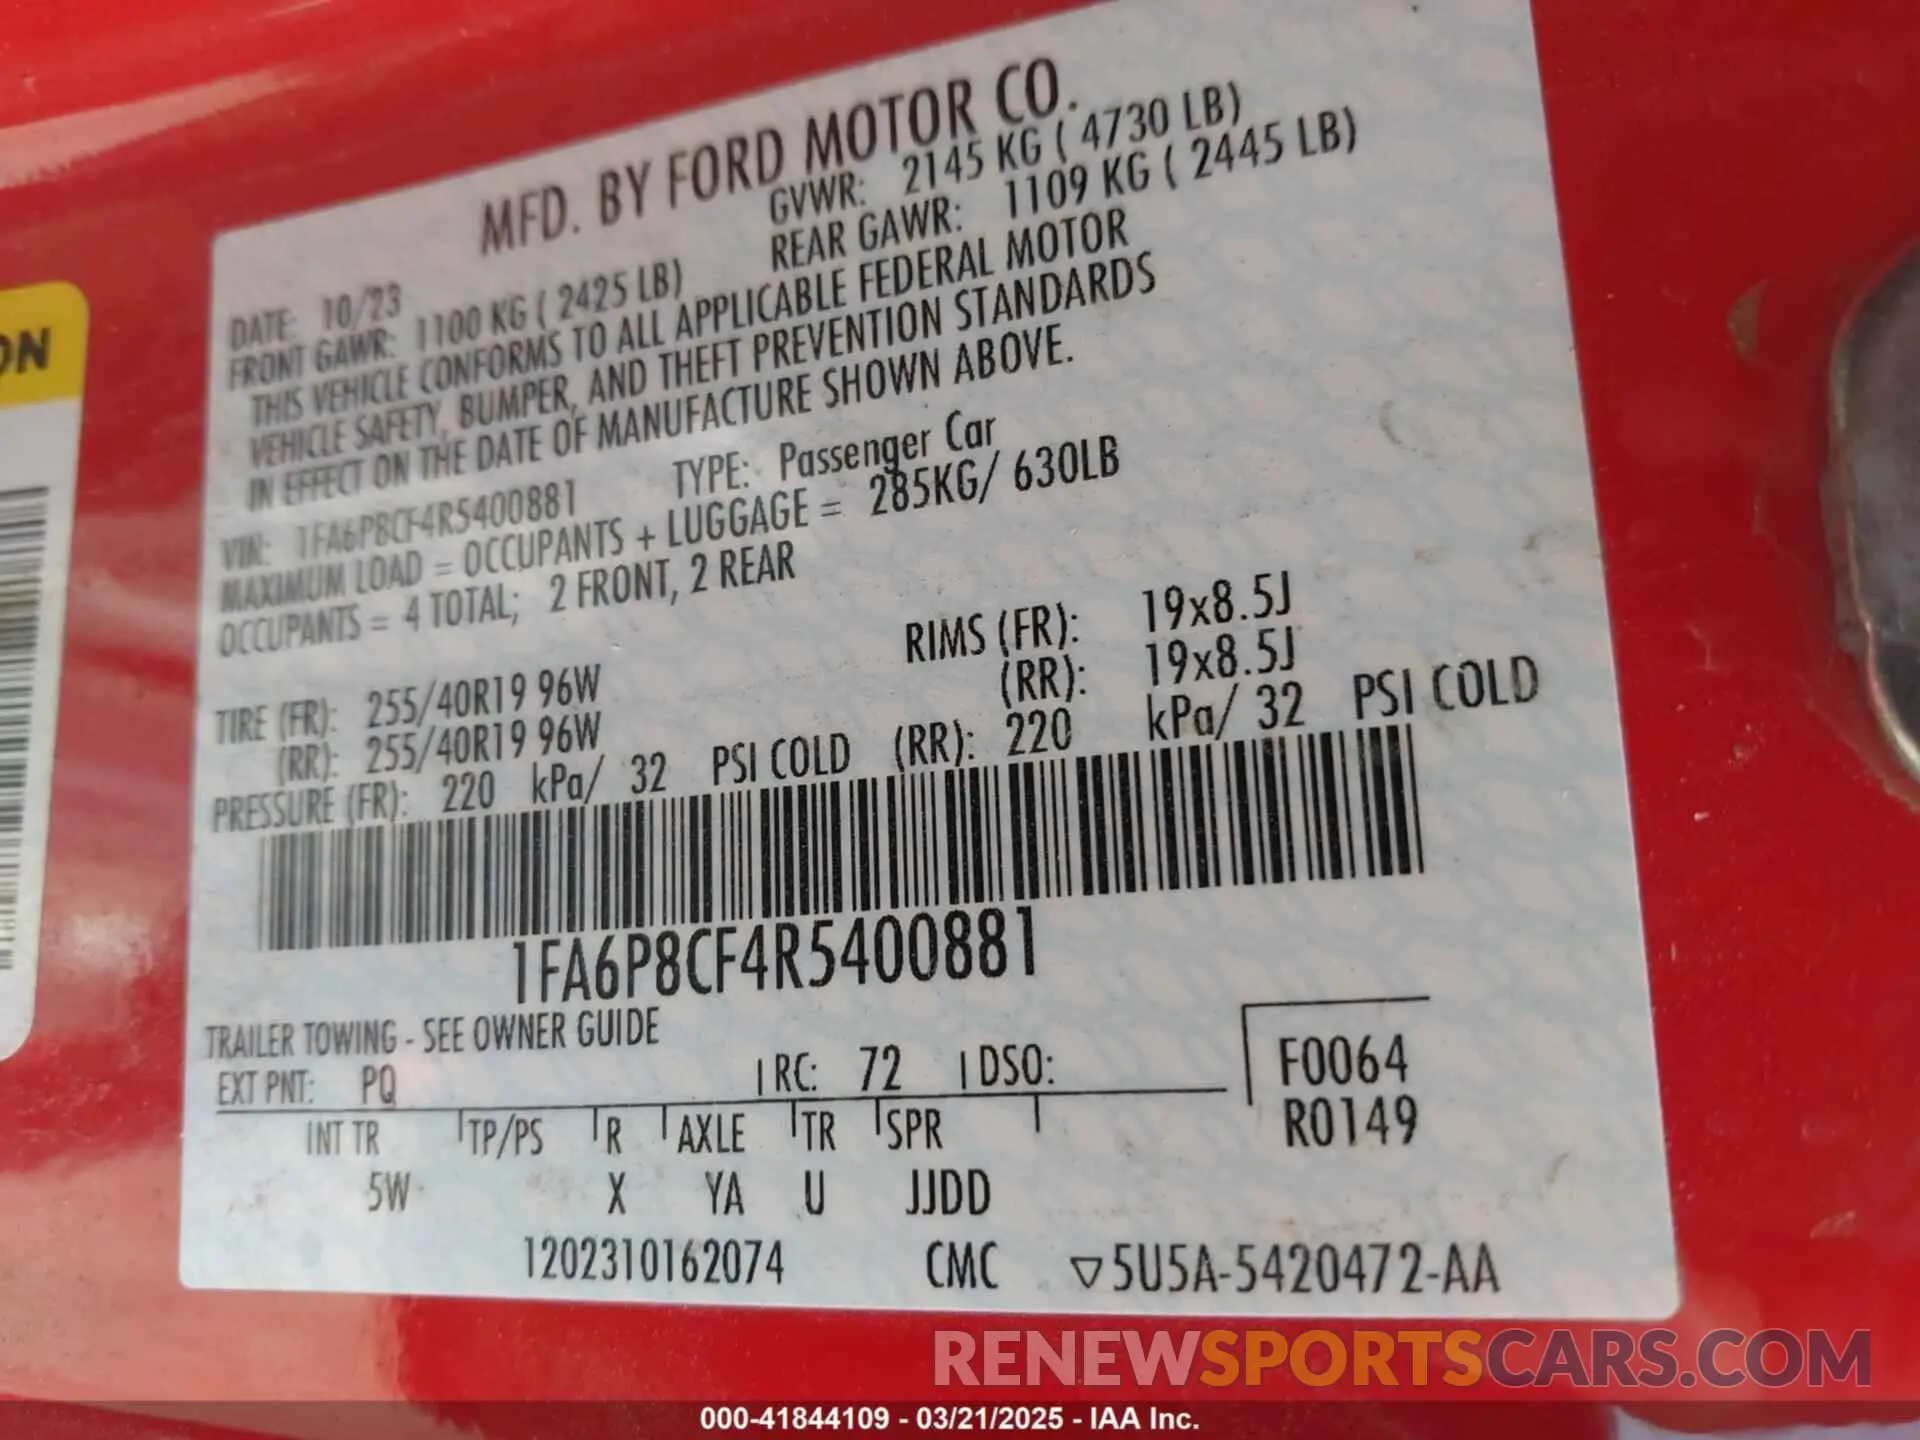 MFD. BY FORD MOTOR CO.
DATE: 10/23 GVWR: 2145 KG ( 4730 LB)
FRONT GAWR: 1100 KG ( 2425 LB) REAR GAWR: 1109 KG ( 2445 LB)
THIS VEHICLE CONFORMS TO ALL APPLICABLE FEDERAL MOTOR
VEHICLE SAFETY, BUMPER, AND THEFT PREVENTION STANDARDS
IN EFFECT ON THE DATE OF MANUFACTURE SHOWN ABOVE.
VIN: 1FA6P8CF4R5400881 TYPE: Passenger Car
MAXIMUM LOAD = OCCUPANTS + LUGGAGE = 285KG/ 630LB
OCCUPANTS = 4 TOTAL; 2 FRONT, 2 REAR
TIRE (FR): 255/40R19 96W RIMS (FR): 19x8.5J
(RR): 255/40R19 96W (RR): 19x8.5J
PRESSURE (FR): 220 kPa/ 32 PSI COLD (RR): 220 kPa/ 32 PSI COLD
1FA6P8CF4R5400881
TRAILER TOWING - SEE OWNER GUIDE
EXT PNT: PQ RC: 72 DSO: F0064
INT TR TP/PS R AXLE TR SPR R0149
5W X YA U JJDD
1202310162074 CMC ▽5U5A-5420472-AA
RENEWSPORTSCARS.COM
000-41844109 - 03/21/2025 - IAA Inc.